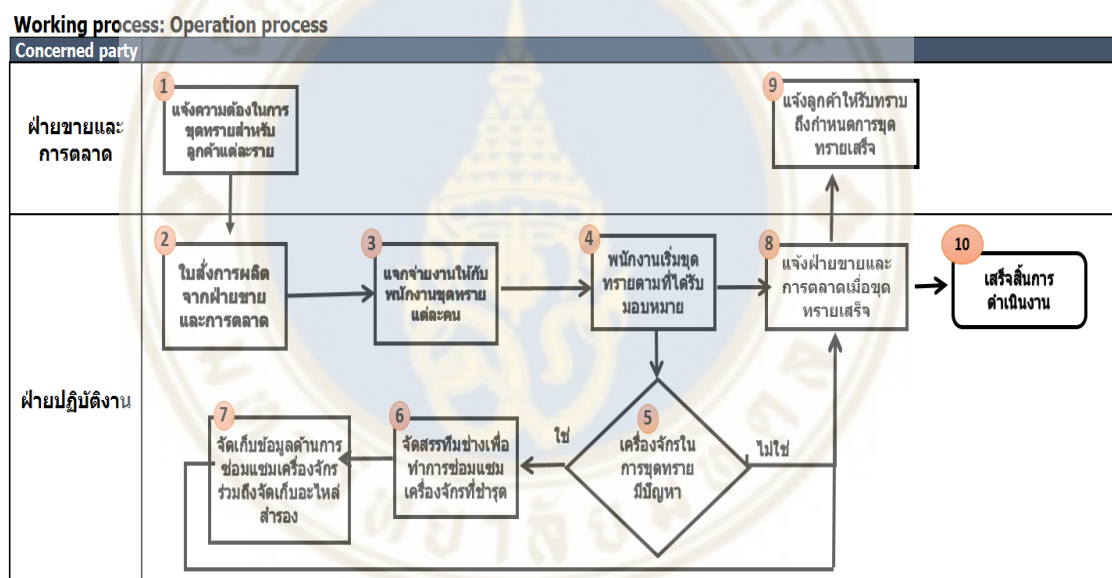 Working process: Operation process
Concerned party
ฝ่ายขายและ
การตลาด
1
แจ้งความต้องในการ
ขุดทรายสำหรับ
ลูกค้าแต่ละราย
9
แจ้งลูกค้าให้รับทราบ
ถึงกำหนดการขุด
ทรายเสร็จ
ฝ่ายปฏิบัติงาน
2
ใบสั่งการผลิต
จากฝ่ายขาย
และการตลาด
3
แจกจ่ายงานให้กับ
พนักงานขุดทราย
แต่ละคน
4
พนักงานเริ่มขุด
ทรายตามที่ได้รับ
มอบหมาย
8
แจ้งฝ่ายขายและ
การตลาดเมื่อขุด
ทรายเสร็จ
10
เสร็จสิ้นการ
ดำเนินงาน
7
จัดเก็บข้อมูลด้านการ
ซ่อมแซมเครื่องจักร
ร่วมถึงจัดเก็บอะไหล่
สำรอง
6
จัดสรรทีมช่างเพื่อ
ทำการซ่อมแซม
เครื่องจักรที่ชำรุด
ใช่
5
เครื่องจักรใน
การขุดทราย
มีปัญหา
ไม่ใช่